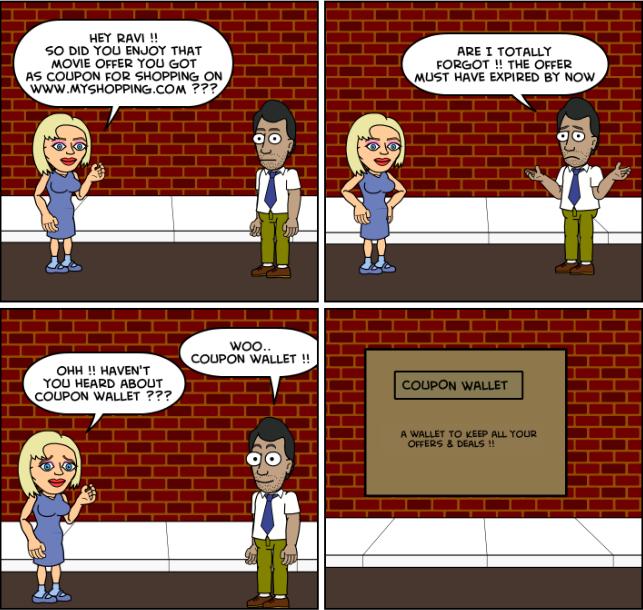 HEY RAVI !!
SO DID YOU ENJOY THAT
MOVIE OFFER YOU GOT
AS COUPON FOR SHOPPING ON
WWW.MYSHOPPING.COM ???
ARE I TOTALLY
FORGOT !! THE OFFER
MUST HAVE EXPIRED BY NOW
OHH !! HAVEN'T
YOU HEARD ABOUT
COUPON WALLET ???
WOO..
COUPON WALLET !!
COUPON WALLET
A WALLET TO KEEP ALL YOUR
OFFERS & DEALS !!